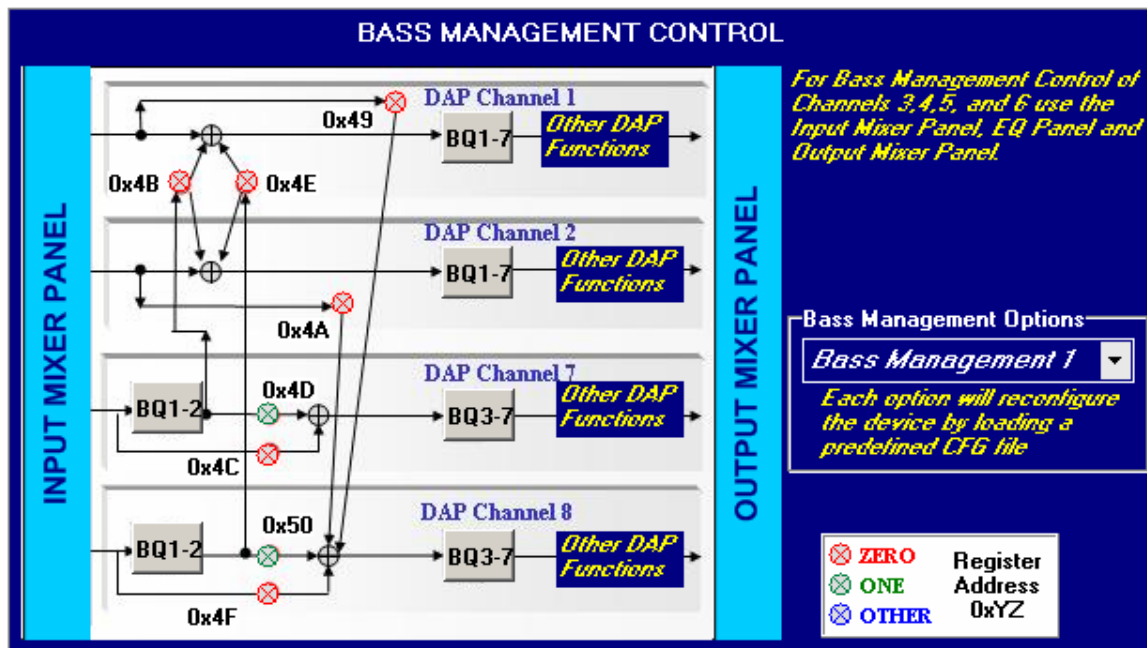 BASS MANAGEMENT CONTROL
INPUT MIXER PANEL
DAP Channel 1
0x49
BQ1-7
Other DAP
Functions
0x4B
0x4E
DAP Channel 2
BQ1-7
Other DAP
Functions
0x4A
DAP Channel 7
BQ1-2
0x4D
0x4C
BQ3-7
Other DAP
Functions
DAP Channel 8
BQ1-2
0x50
0x4F
BQ3-7
Other DAP
Functions
OUTPUT MIXER PANEL
For Bass Management Control of
Channels 3,4,5, and 6 use the
Input Mixer Panel, EQ Panel and
Output Mixer Panel.
Bass Management Options
Bass Management 1
Each option will reconfigure
the device by loading a
predefined CFG file
ZERO
ONE
OTHER
Register
Address
0xYZ